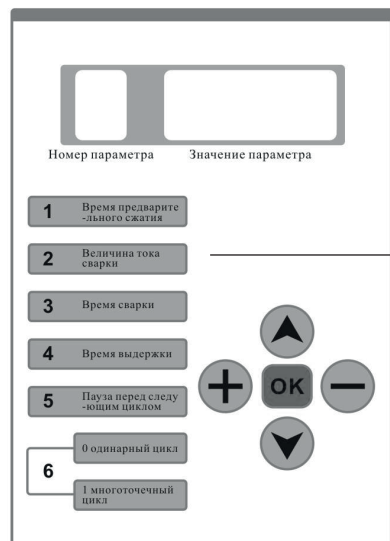 Номер параметра Значение параметра
1 Время предварите
-льного сжатия
2 Величина тока
сварки
3 Время сварки
4 Время выдержки
5 Пауза перед следу
-ющим циклом
0 одинарный цикл
6
1 многоточечный
цикл
OK